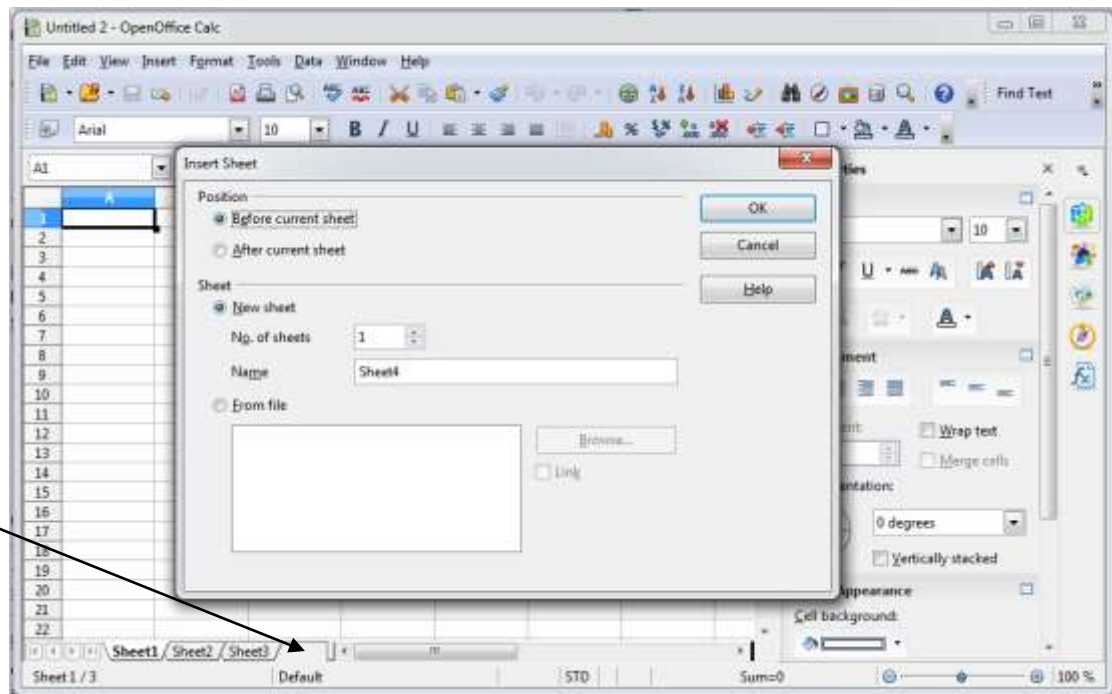 Untitled 2 - OpenOffice Calc
File Edit View Insert Format Tools Data Window Help
Find Text
Arial 10 B I U
A1
Insert Sheet
ties
A
Position
Before current sheet
After current sheet
OK
Cancel
Help
10
U
Sheet
New sheet
No. of sheets 1
Name Sheet4
From file
Browse...
Link
ment
Wrap text
Merge cells
entation:
0 degrees
Vertically stacked
Appearance
Cell background:
1
2
3
4
5
6
7
8
9
10
11
12
13
14
15
16
17
18
19
20
21
22
Sheet1 Sheet2 Sheet3
Sheet 1 / 3 Default STD Sum=0 100 %